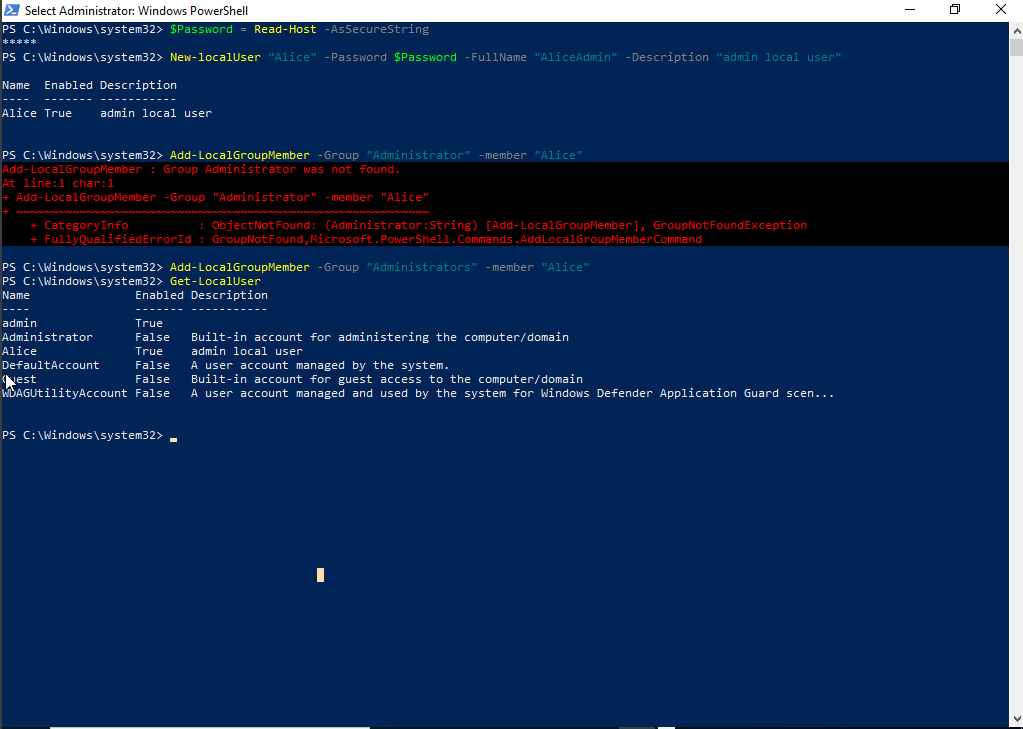 Select Administrator: Windows PowerShell
PS C:\Windows\system32> $Password = Read-Host -AsSecureString
*****
PS C:\Windows\system32> New-localUser "Alice" -Password $Password -FullName "AliceAdmin" -Description "admin local user"
Name  Enabled Description
----  ------- -----------
Alice True    admin local user
PS C:\Windows\system32> Add-LocalGroupMember -Group "Administrator" -member "Alice"
Add-LocalGroupMember : Group Administrator was not found.
At line:1 char:1
+ Add-LocalGroupMember -Group "Administrator" -member "Alice"
+ ~~~~~~~~~~~~~~~~~~~~~~~~~~~~~~~~~~~~~~~~~~~~~~~~~~~~~~~~~~~
    + CategoryInfo          : ObjectNotFound: (Administrator:String) [Add-LocalGroupMember], GroupNotFoundException
    + FullyQualifiedErrorId : GroupNotFound,Microsoft.PowerShell.Commands.AddLocalGroupMemberCommand
PS C:\Windows\system32> Add-LocalGroupMember -Group "Administrators" -member "Alice"
PS C:\Windows\system32> Get-LocalUser
Name               Enabled Description
----               ------- -----------
admin              True
Administrator      False   Built-in account for administering the computer/domain
Alice              True    admin local user
DefaultAccount     False   A user account managed by the system.
Guest              False   Built-in account for guest access to the computer/domain
WDAGUtilityAccount False   A user account managed and used by the system for Windows Defender Application Guard scen...
PS C:\Windows\system32>